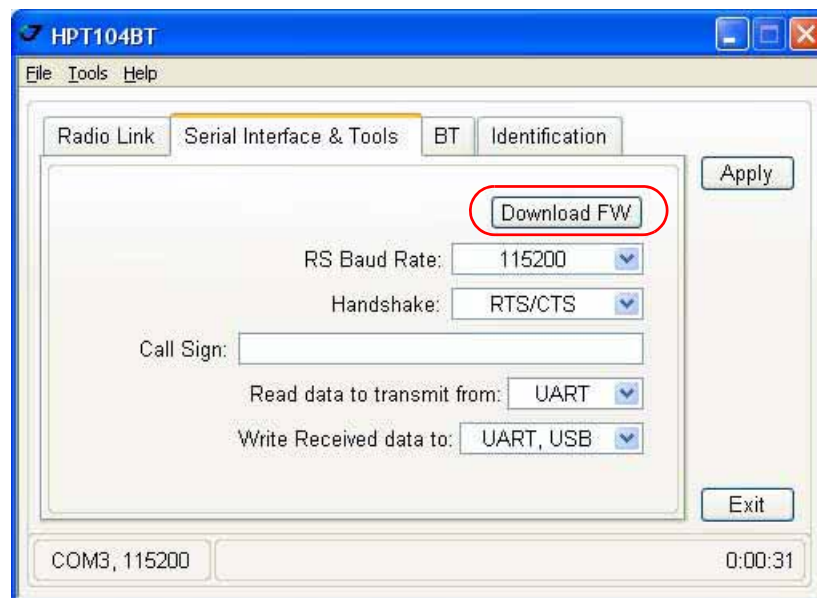 HPT104BT
File Tools Help
Radio Link Serial Interface & Tools BT Identification
Apply
Download FW
RS Baud Rate: 115200
Handshake: RTS/CTS
Call Sign:
Read data to transmit from: UART
Write Received data to: UART, USB
Exit
COM3, 115200 0:00:31